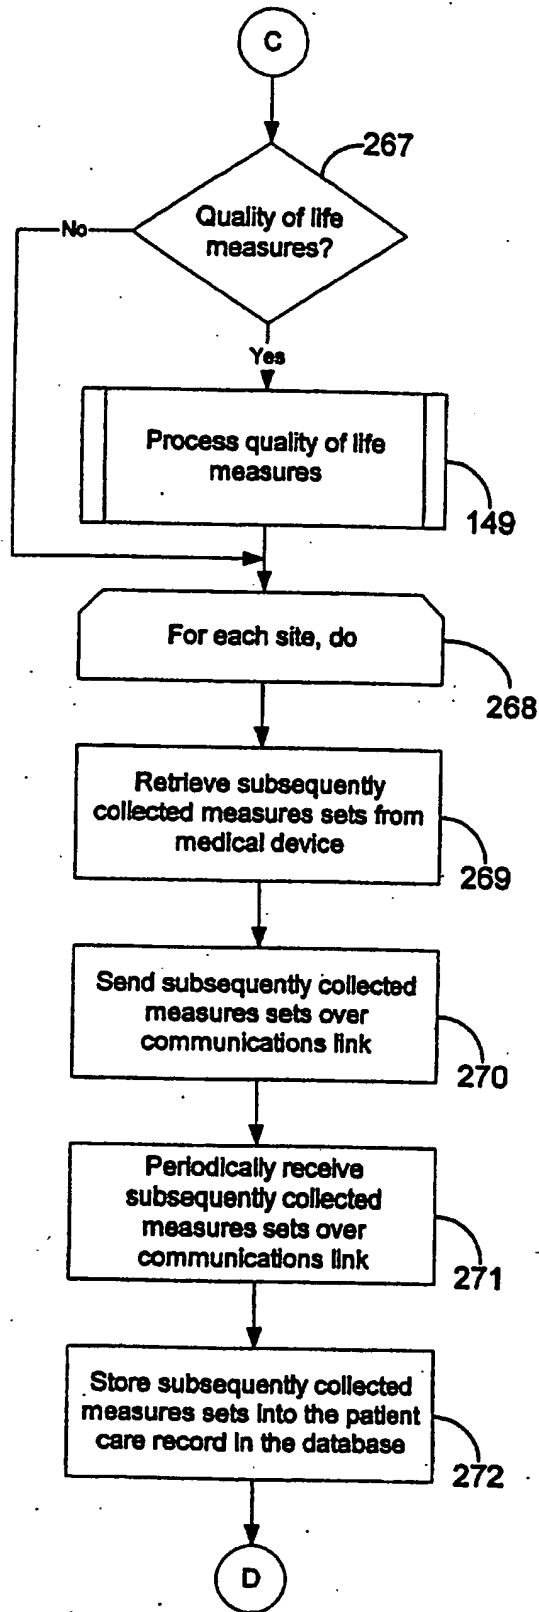 C
267
Quality of life
measures?
No
Yes
Process quality of life
measures
149
For each site, do
268
Retrieve subsequently
collected measures sets from
medical device
269
Send subsequently collected
measures sets over
communications link
270
Periodically receive
subsequently collected
measures sets over
communications link
271
Store subsequently collected
measures sets into the patient
care record in the database
272
D